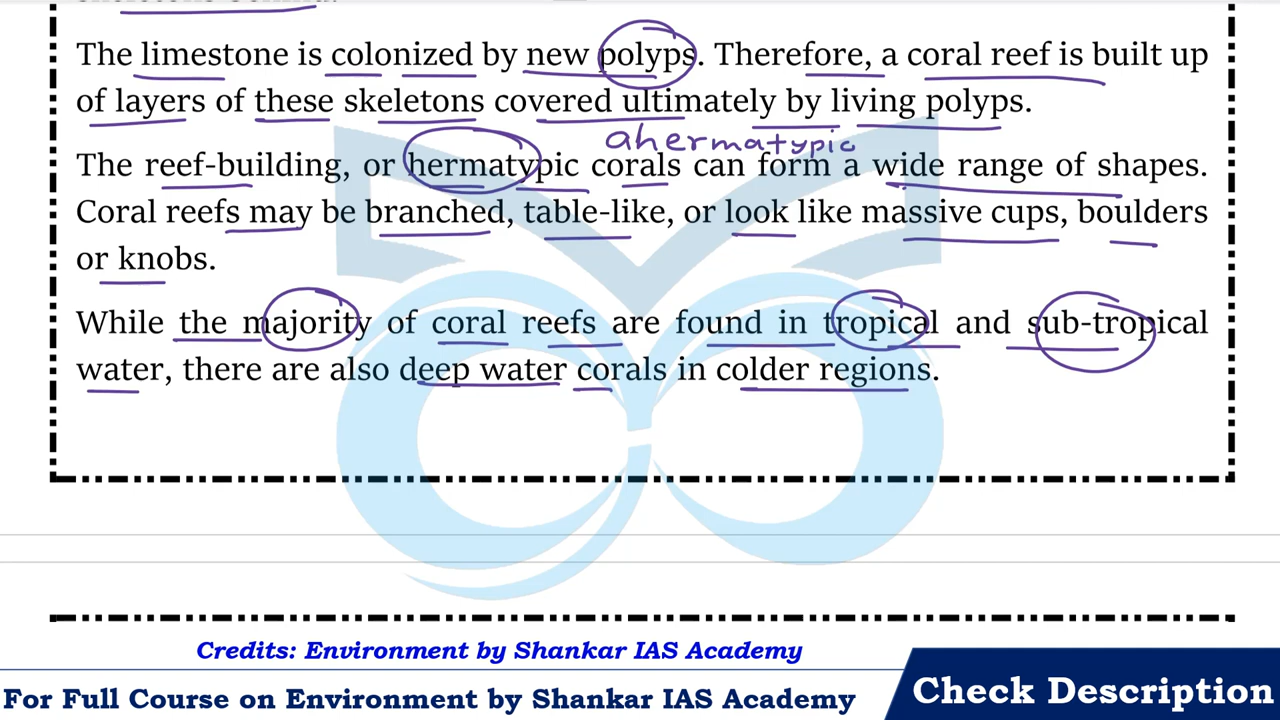 The limestone is colonized by new polyps. Therefore, a coral reef is built up
of layers of these skeletons covered ultimately by living polyps.
ahermatypic
The reef-building, or hermatypic corals can form a wide range of shapes.
Coral reefs may be branched, table-like, or look like massive cups, boulders
or knobs.
While the majority of coral reefs are found in tropical and sub-tropical
water, there are also deep water corals in colder regions.
Credits: Environment by Shankar IAS Academy
For Full Course on Environment by Shankar IAS Academy
Check Description